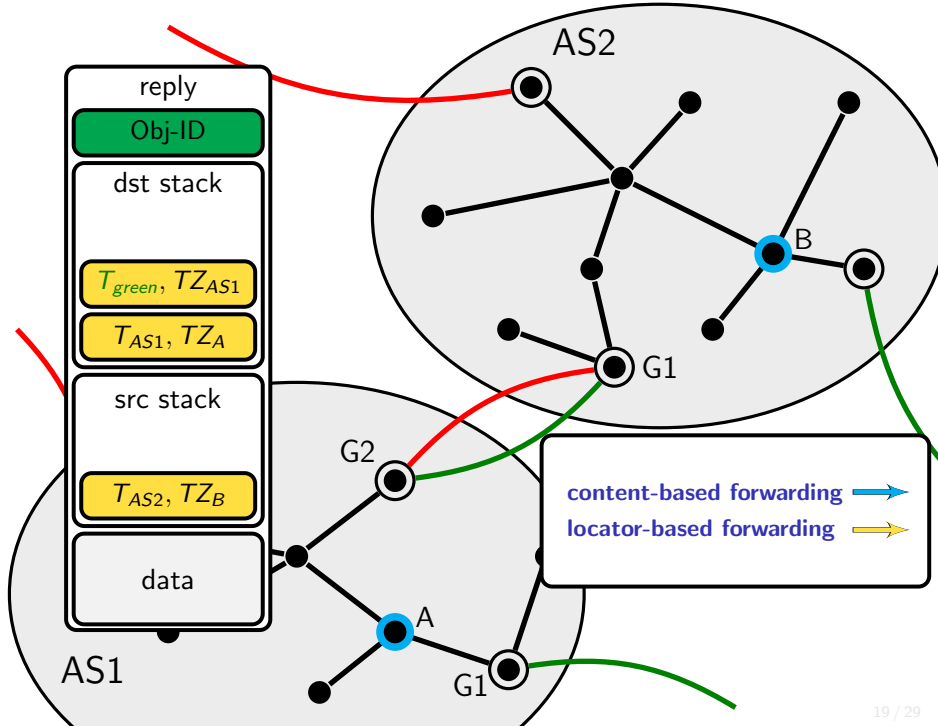 AS2
reply
Obj-ID
dst stack
T_green, TZ_AS1
T_AS1, TZ_A
src stack
T_AS2, TZ_B
data
B
G1
G2
content-based forwarding
locator-based forwarding
A
G1
AS1
19 / 29